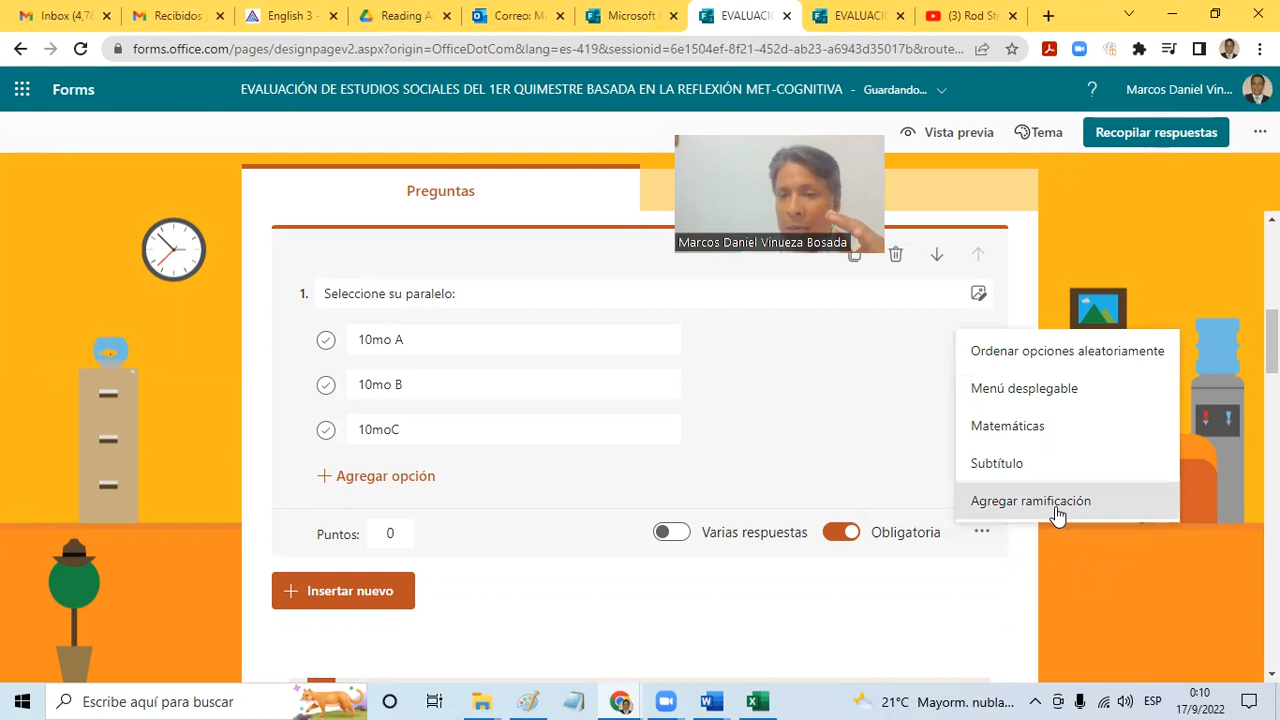 Inbox (4,78
Recibidos
English 3 -
Reading A
Correo: Ma
Microsoft
EVALUACI
EVALUACI
(3) Rod St
forms.office.com/pages/designpagev2.aspx?origin=OfficeDotCom&lang=es-419&sessionid=6e1504ef-8f21-452d-ab23-a6943d35017b&route...
Forms
EVALUACIÓN DE ESTUDIOS SOCIALES DEL 1ER QUIMESTRE BASADA EN LA REFLEXIÓN MET-COGNITIVA - Guardando...
? Marcos Daniel Vin...
Vista previa
Tema
Recopilar respuestas
...
Preguntas
Marcos Daniel Vinueza Bosada
1. Seleccione su paralelo:
10mo A
10mo B
10moC
Agregar opción
Ordenar opciones aleatoriamente
Menú desplegable
Matemáticas
Subtítulo
Agregar ramificación
Puntos: 0
Varias respuestas
Obligatoria
...
Insertar nuevo
Escribe aquí para buscar
21°C Mayorm. nubla...
ESP
0:10
17/9/2022